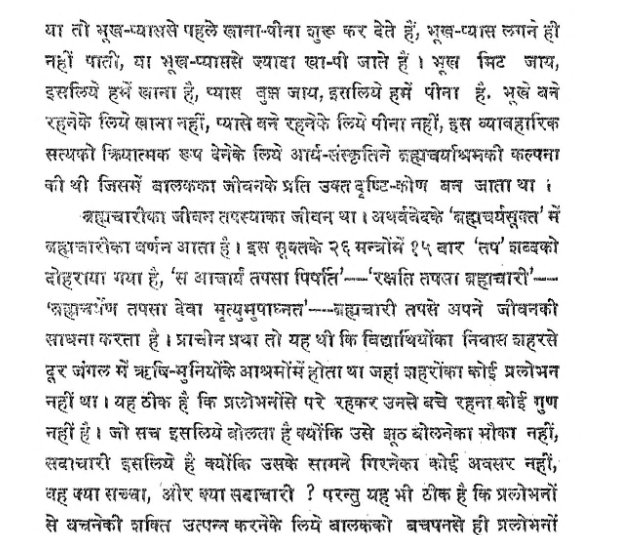 या तो भूख-प्याससे पहले खाना-पीना शुरू कर देते हैं, भूख-प्यास लगने ही
नहीं पाती, या भूख-प्याससे ज्यादा खा-पी जाते हैं । भूख मिट जाय,
इसलिये हमें खाना है, प्यास बुझ जाय, इसलिये हमें पीना है. भूखे बने
रहनेके लिये खाना नहीं, प्यासे बने रहनेके लिये पीना नहीं, इस व्यावहारिक
सत्यको क्रियात्मक रूप देनेके लिये आर्य-संस्कृतिने ब्रह्मचर्याश्रमकी कल्पना
की थी जिसमें बालकका जीवनके प्रति उक्त दृष्टि-कोण बन जाता था ।
ब्रह्मचारीका जीवन तपस्याका जीवन था । अथर्ववेदके 'ब्रह्मचर्यसूक्त' में
ब्रह्मचारीका वर्णन आता है । इस सूक्तके २६ मन्त्रोंमें १५ बार 'तप' शब्दको
दोहराया गया है, 'स आचार्यं तपसा पिपर्ति'—'रक्षति तपसा ब्रह्मचारी'—
'ब्रह्मचर्येण तपसा देवा मृत्युमुपाघ्नत'—ब्रह्मचारी तपसे अपने जीवनकी
साधना करता है । प्राचीन प्रथा तो यह थी कि विद्यार्थियोंका निवास शहरसे
दूर जंगल में ऋषि-मुनियोंके आश्रमोंमें होता था जहां शहरोंका कोई प्रलोभन
नहीं था । यह ठीक है कि प्रलोभनोंसे परे रहकर उनसे बचे रहना कोई गुण
नहीं है । जो सच इसलिये बोलता है क्योंकि उसे झूठ बोलनेका मौका नहीं,
सदाचारी इसलिये है क्योंकि उसके सामने गिरनेका कोई अवसर नहीं,
वह क्या सच्चा, और क्या सदाचारी ? परन्तु यह भी ठीक है कि प्रलोभनों
से बचनेकी शक्ति उत्पन्न करनेके लिये बालकको बचपनसे ही प्रलोभनों